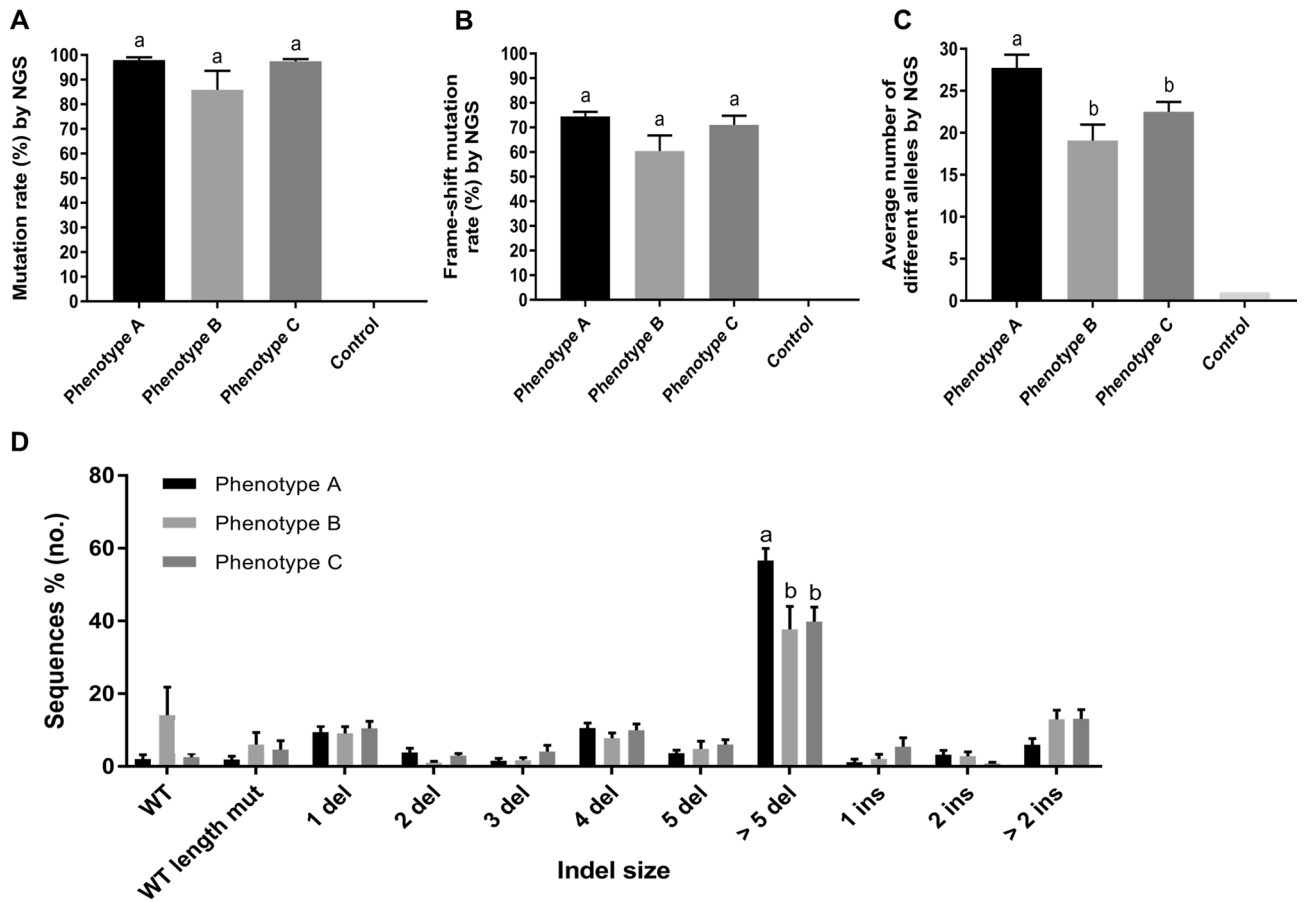 A
Mutation rate (%) by NGS
100
90
80
70
60
50
40
30
20
10
0
a
a
a
Phenotype A
Phenotype B
Phenotype C
Control
B
Frame-shift mutation
rate (%) by NGS
100
90
80
70
60
50
40
30
20
10
0
a
a
a
Phenotype A
Phenotype B
Phenotype C
Control
C
Average number of
different alleles by NGS
30
25
20
15
10
5
0
a
b
b
Phenotype A
Phenotype B
Phenotype C
Control
D
Sequences % (no.)
80
60
40
20
0
Phenotype A
Phenotype B
Phenotype C
a
b
b
WT
WT length mut
1 del
2 del
3 del
4 del
5 del
> 5 del
1 ins
2 ins
> 2 ins
Indel size